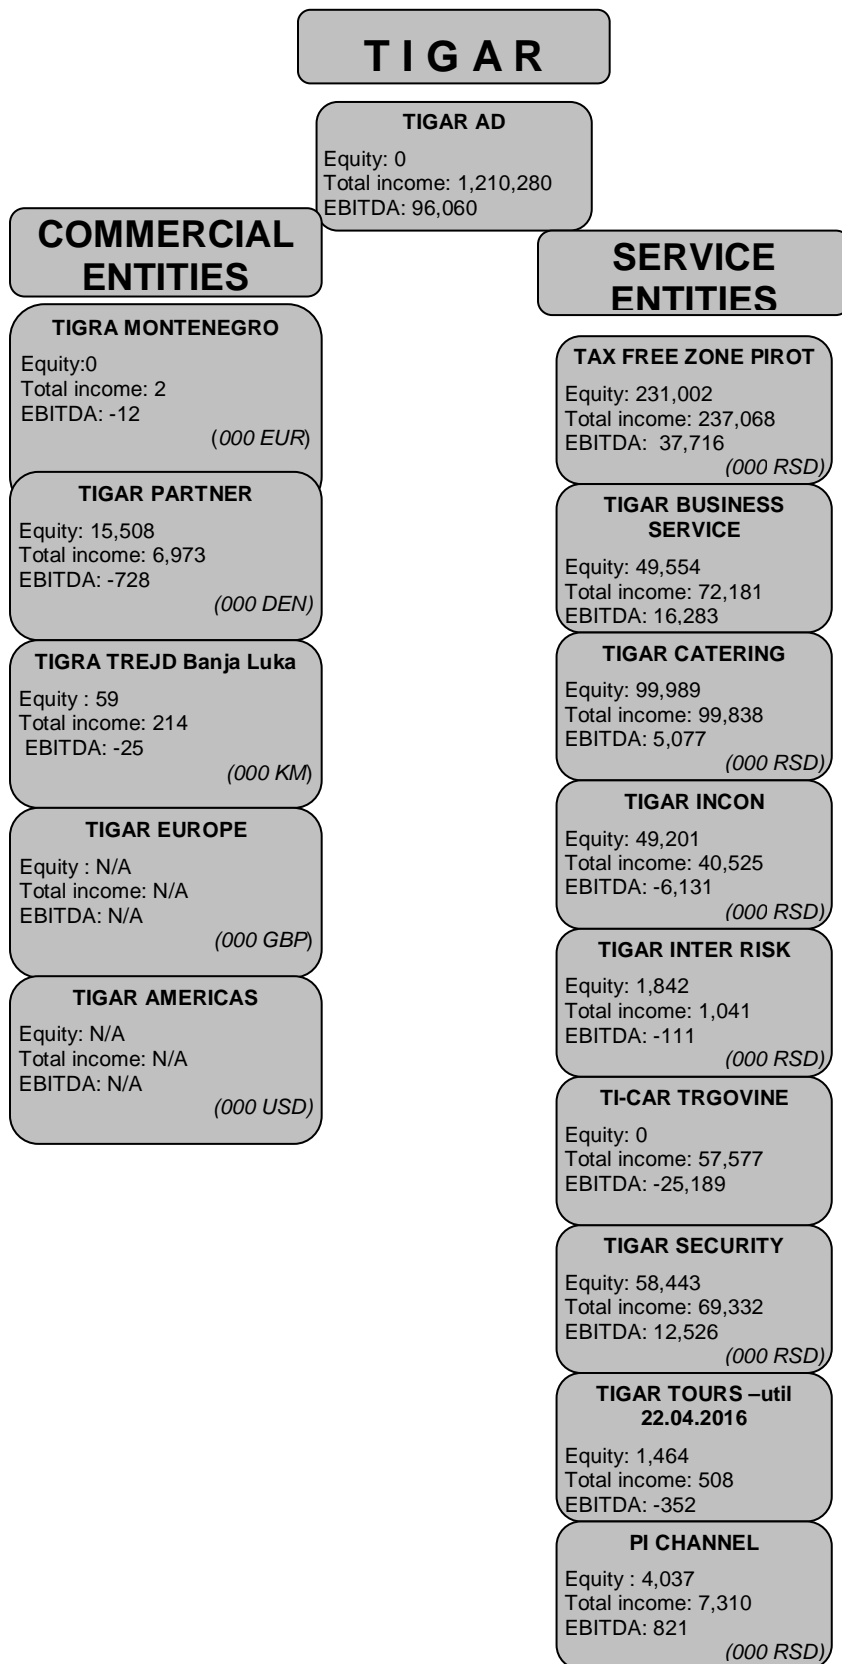 T I G A R
TIGAR AD
Equity: 0
Total income: 1,210,280
EBITDA: 96,060
COMMERCIAL
ENTITIES
TIGRA MONTENEGRO
Equity:0
Total income: 2
EBITDA: -12
(000 EUR)
TIGAR PARTNER
Equity: 15,508
Total income: 6,973
EBITDA: -728
(000 DEN)
TIGRA TREJD Banja Luka
Equity : 59
Total income: 214
EBITDA: -25
(000 KM)
TIGAR EUROPE
Equity : N/A
Total income: N/A
EBITDA: N/A
(000 GBP)
TIGAR AMERICAS
Equity: N/A
Total income: N/A
EBITDA: N/A
(000 USD)
SERVICE
ENTITIES
TAX FREE ZONE PIROT
Equity: 231,002
Total income: 237,068
EBITDA: 37,716
(000 RSD)
TIGAR BUSINESS
SERVICE
Equity: 49,554
Total income: 72,181
EBITDA: 16,283
TIGAR CATERING
Equity: 99,989
Total income: 99,838
EBITDA: 5,077
(000 RSD)
TIGAR INCON
Equity: 49,201
Total income: 40,525
EBITDA: -6,131
(000 RSD)
TIGAR INTER RISK
Equity: 1,842
Total income: 1,041
EBITDA: -111
(000 RSD)
TI-CAR TRGOVINE
Equity: 0
Total income: 57,577
EBITDA: -25,189
TIGAR SECURITY
Equity: 58,443
Total income: 69,332
EBITDA: 12,526
(000 RSD)
TIGAR TOURS –util
22.04.2016
Equity: 1,464
Total income: 508
EBITDA: -352
PI CHANNEL
Equity : 4,037
Total income: 7,310
EBITDA: 821
(000 RSD)